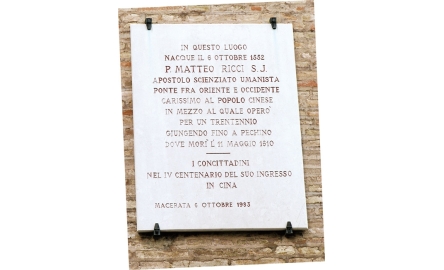 IN QUESTO LUOGO
NACQUE IL 6 OTTOBRE 1552
P. MATTEO RICCI S.J.
APOSTOLO SCIENZIATO UMANISTA
PONTE FRA ORIENTE E OCCIDENTE
CARISSIMO AL POPOLO CINESE
IN MEZZO AL QUALE OPERÒ
PER UN TRENTENNIO
GIUNGENDO FINO A PECHINO
DOVE MORÌ L' 11 MAGGIO 1610
I CONCITTADINI
NEL IV CENTENARIO DEL SUO INGRESSO
IN CINA
MACERATA 6 OTTOBRE 1983